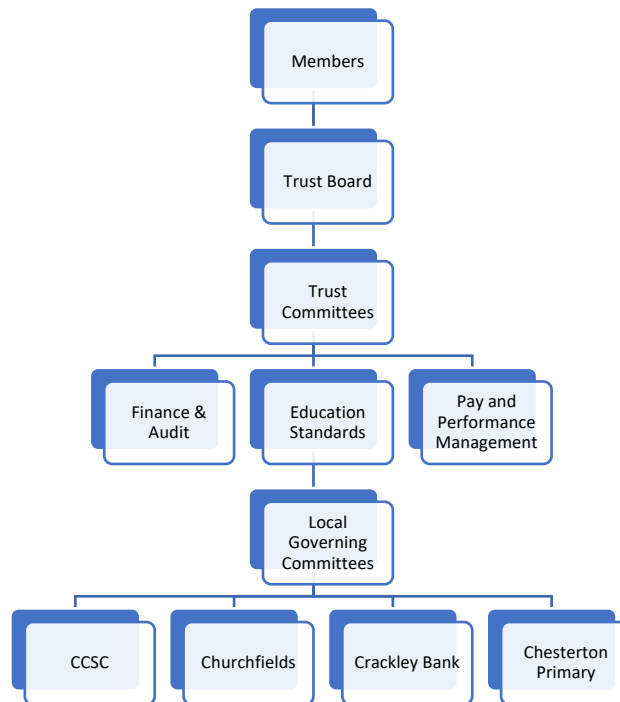 Members
Trust Board
Trust
Committees
Finance &
Audit
Education
Standards
Pay and
Performance
Management
Local
Governing
Committees
CCSC
Churchfields
Crackley Bank
Chesterton
Primary